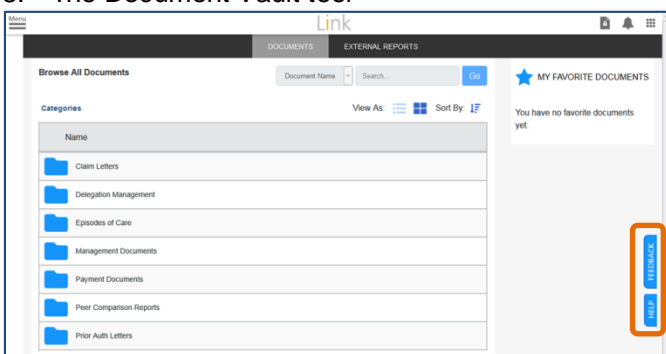 The Document Vault tool
Menu
Link
DOCUMENTS EXTERNAL REPORTS
Browse All Documents
Document Name Search... Go
MY FAVORITE DOCUMENTS
Categories
View As: Sort By:
You have no favorite documents
yet.
Name
Claim Letters
Delegation Management
Episodes of Care
Management Documents
Payment Documents
Peer Comparison Reports
Prior Auth Letters
FEEDBACK
HELP